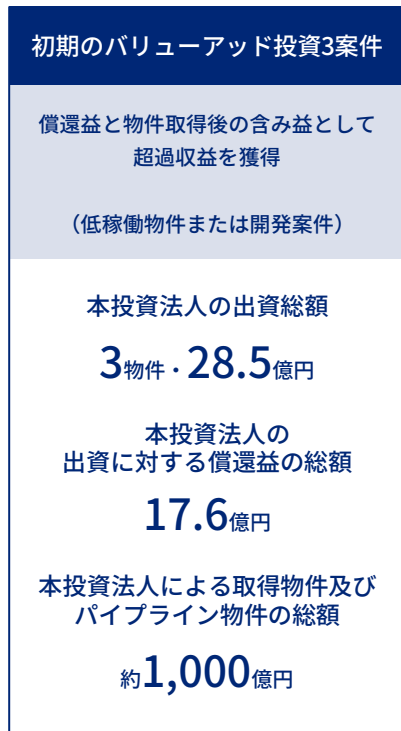 初期のバリューアッド投資3案件
償還益と物件取得後の含み益として
超過収益を獲得
（低稼働物件または開発案件）
本投資法人の出資総額
3物件・28.5億円
本投資法人の
出資に対する償還益の総額
17.6億円
本投資法人による取得物件及び
パイプライン物件の総額
約1,000億円